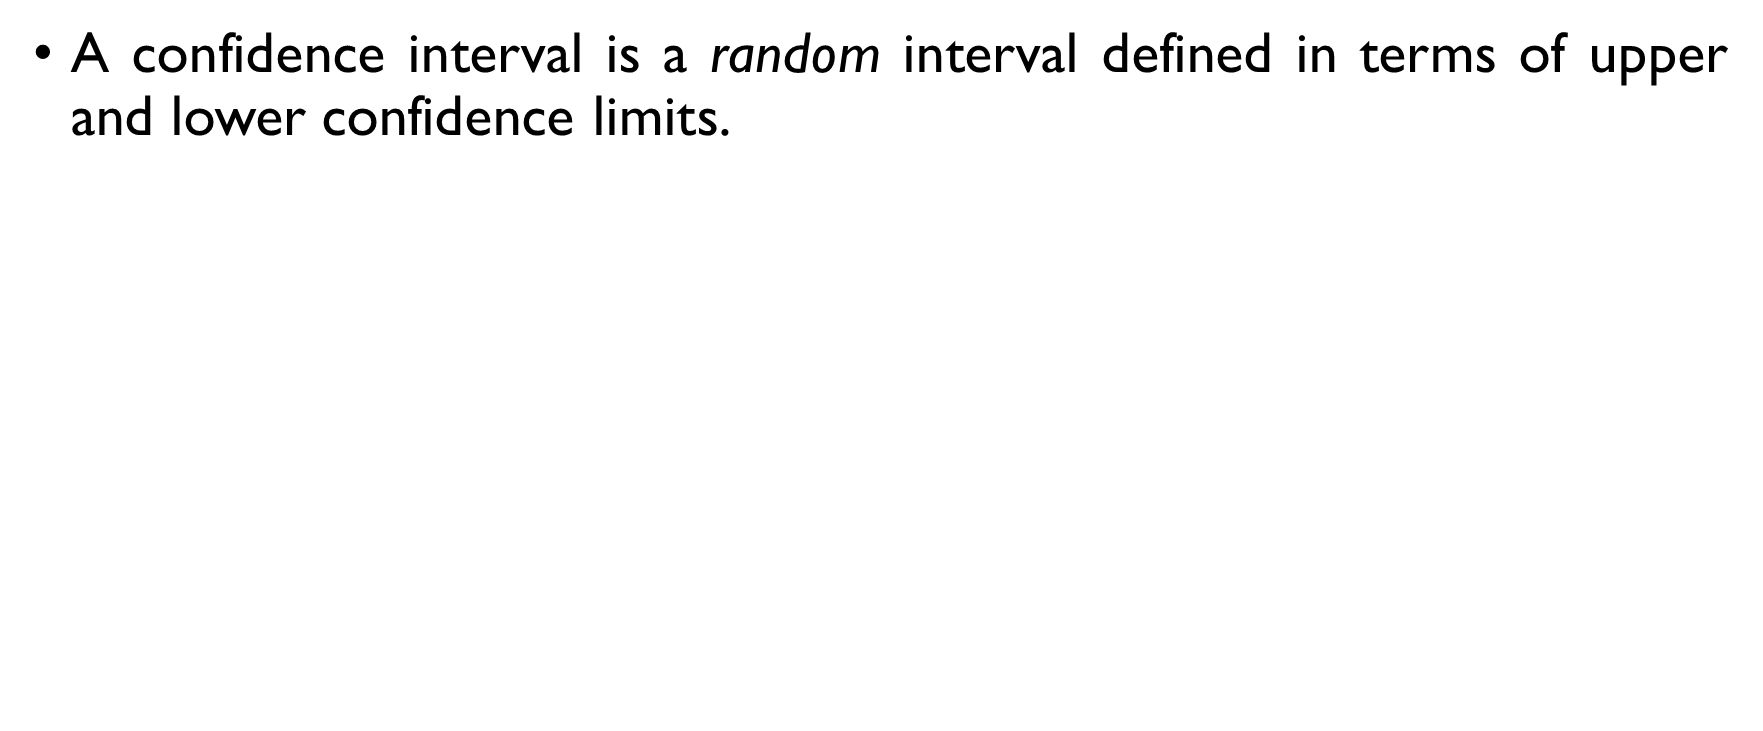 • A confidence interval is a random interval defined in terms of upper
and lower confidence limits.